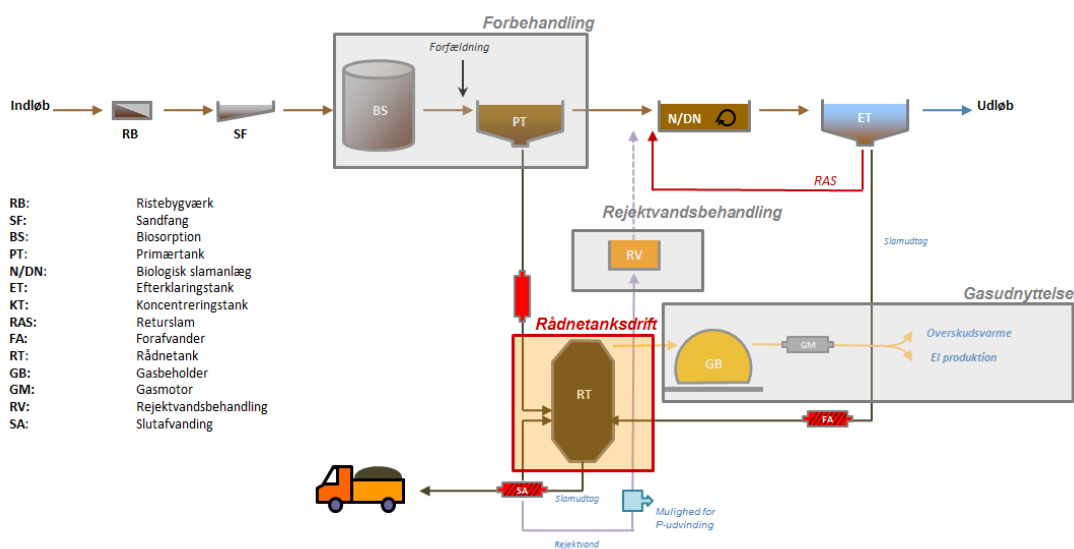 Forbehandling
Forfældning
Indløb
BS
PT
N/DN
ET
Udløb
RB
SF
RAS
Rejektvandsbehandling
Slamudtag
RV
RB: Ristebygværk
SF: Sandfang
BS: Biosorption
PT: Primærtank
N/DN: Biologisk slamanlæg
ET: Efterklaringstank
KT: Koncentreringstank
RAS: Returslam
FA: Forafvander
RT: Rådnetank
GB: Gasbeholder
GM: Gasmotor
RV: Rejektvandsbehandling
SA: Slutafvanding
Gasudnyttelse
Rådnetanksdrift
GB
GM
Overskudsvarme
El produktion
RT
FA
SA
Slamudtag
Mulighed for
P-udvinding
Rejektvand